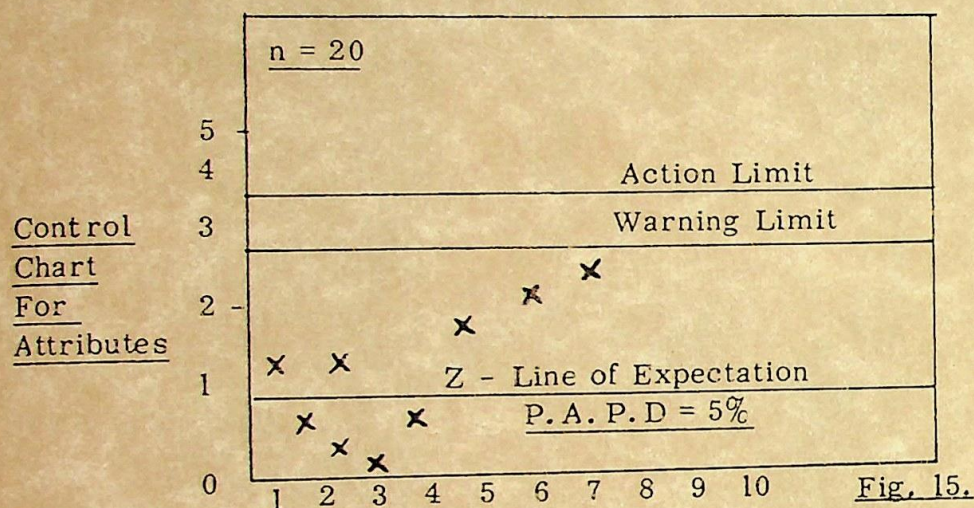 n = 20
5
4
Action Limit
Control
Chart
For
Attributes
3
Warning Limit
2
1
Z - Line of Expectation
P.A.P.D = 5%
0
1 2 3 4 5 6 7 8 9 10
Fig. 15.